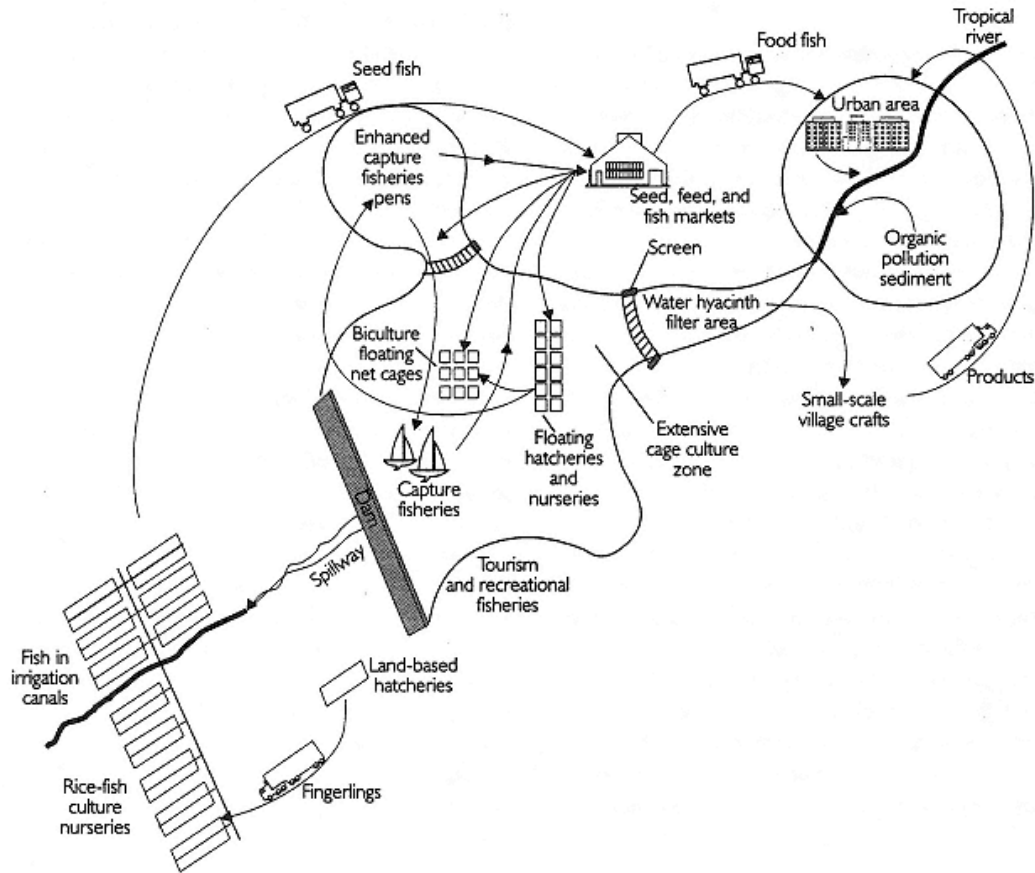 Tropical
river
Food fish
Seed fish
Urban area
Enhanced
capture
fisheries
pens
Seed, feed, and
fish markets
Organic
pollution
sediment
Screen
Water hyacinth
filter area
Biculture
floating
net cages
Products
Small-scale
village crafts
Extensive
cage culture
zone
Floating
hatcheries
and
nurseries
Capture
fisheries
Dam
Spillway
Tourism
and recreational
fisheries
Fish in
irrigation
canals
Land-based
hatcheries
Fingerlings
Rice-fish
culture
nurseries